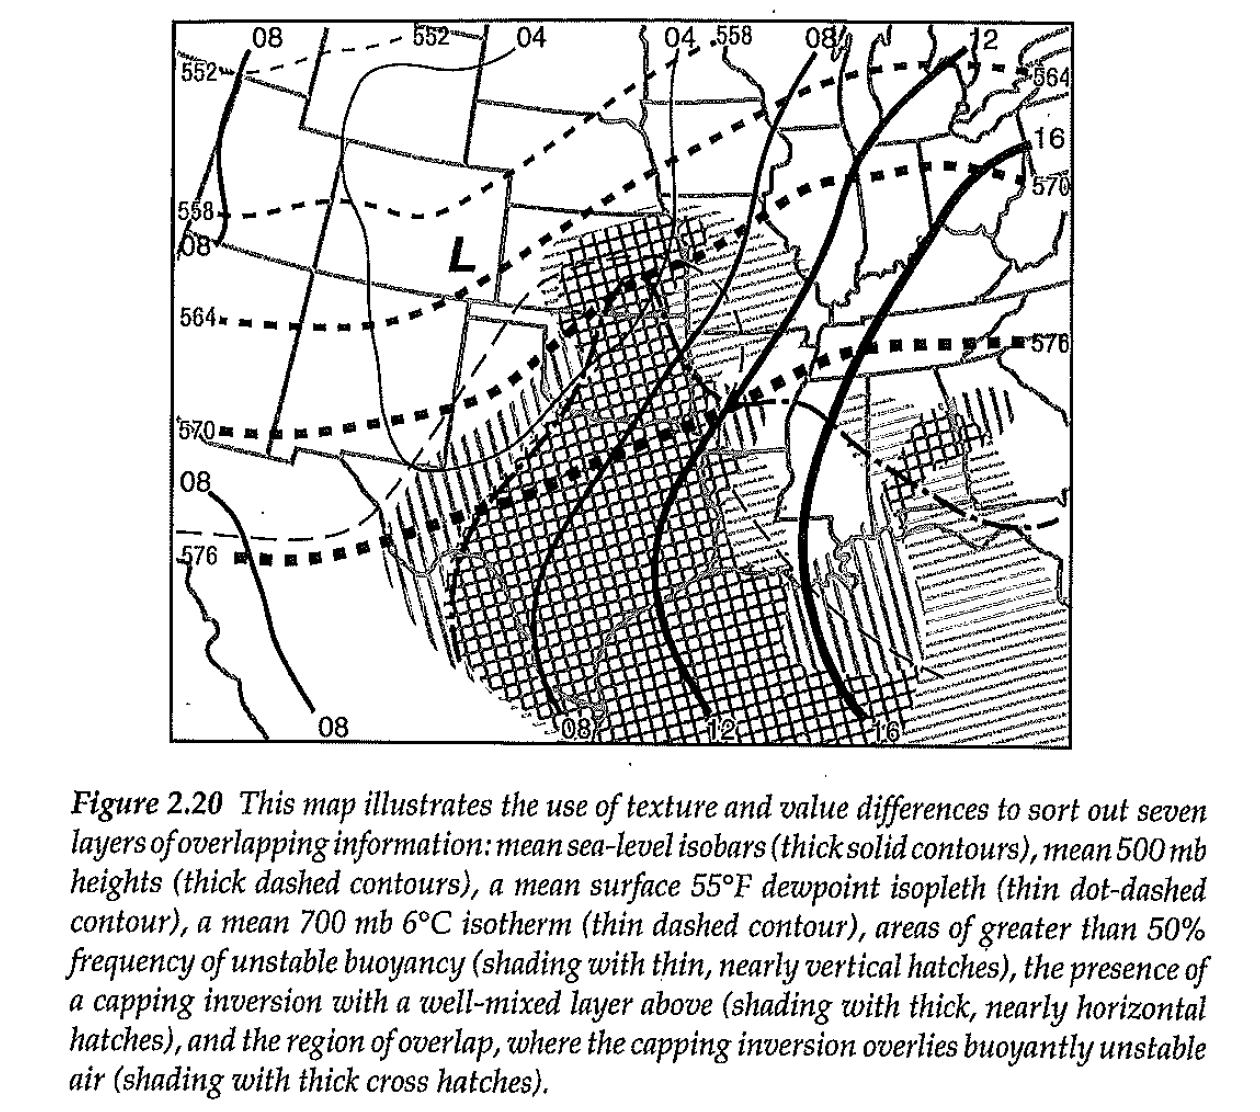 08 552 04 04 558 08 12
552 564
16
558 570
08 L
564 576
570
08
576
08 08 12 16
Figure 2.20 This map illustrates the use of texture and value differences to sort out seven
layers of overlapping information: mean sea-level isobars (thick solid contours), mean 500 mb
heights (thick dashed contours), a mean surface 55°F dewpoint isopleth (thin dot-dashed
contour), a mean 700 mb 6°C isotherm (thin dashed contour), areas of greater than 50%
frequency of unstable buoyancy (shading with thin, nearly vertical hatches), the presence of
a capping inversion with a well-mixed layer above (shading with thick, nearly horizontal
hatches), and the region of overlap, where the capping inversion overlies buoyantly unstable
air (shading with thick cross hatches).